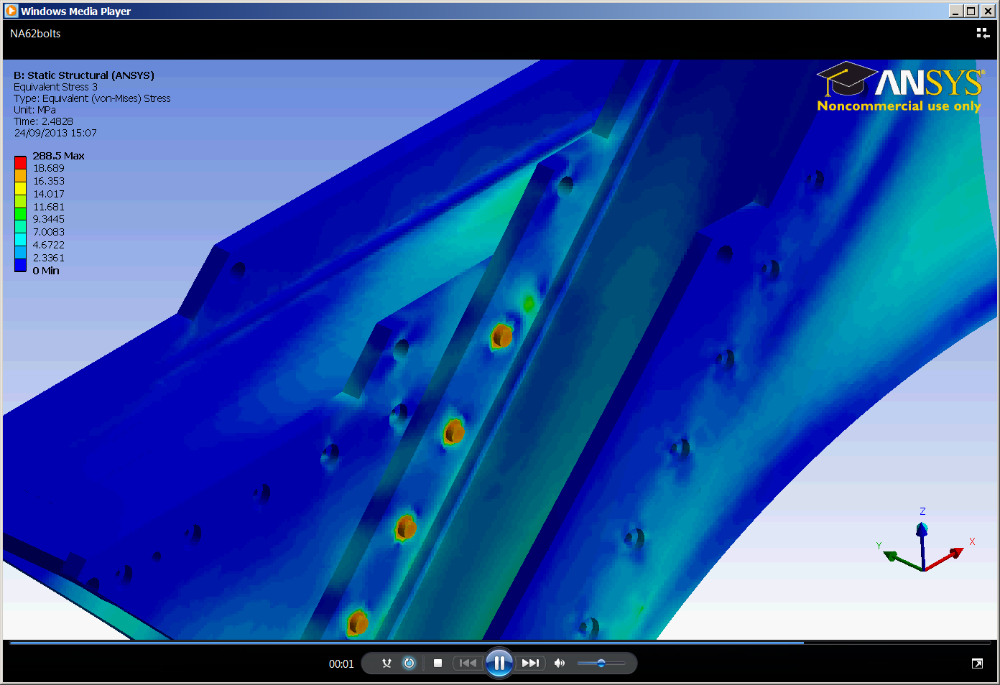 Windows Media Player
NA62bolts
B: Static Structural (ANSYS)
Equivalent Stress 3
Type: Equivalent (von-Mises) Stress
Unit: MPa
Time: 2.4828
24/09/2013 15:07
288.5 Max
18.689
16.353
14.017
11.681
9.3445
7.0083
4.6722
2.3361
0 Min
ANSYS®
Noncommercial use only
Z
Y
X
00:01